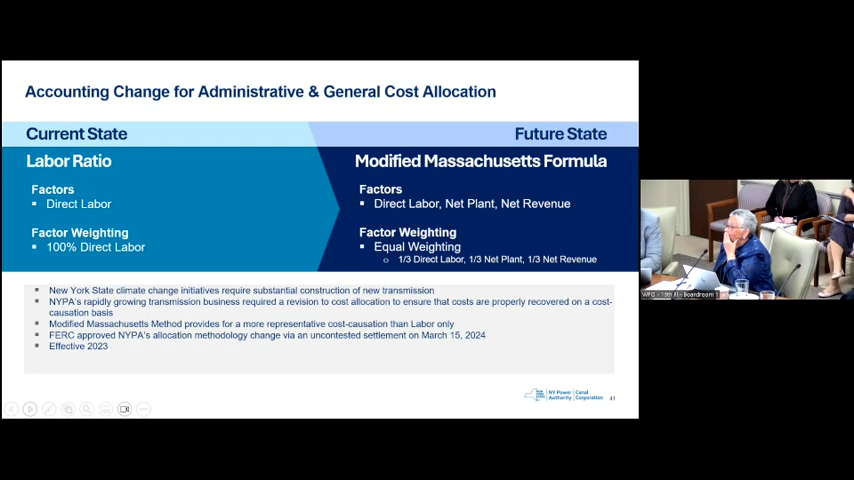 Accounting Change for Administrative & General Cost Allocation
Current State
Future State
Labor Ratio
Modified Massachusetts Formula
Factors
▪ Direct Labor
Factors
▪ Direct Labor, Net Plant, Net Revenue
Factor Weighting
▪ 100% Direct Labor
Factor Weighting
▪ Equal Weighting
o 1/3 Direct Labor, 1/3 Net Plant, 1/3 Net Revenue
▪ New York State climate change initiatives require substantial construction of new transmission
▪ NYPA's rapidly growing transmission business required a revision to cost allocation to ensure that costs are properly recovered on a cost-
causation basis
▪ Modified Massachusetts Method provides for a more representative cost-causation than Labor only
▪ FERC approved NYPA's allocation methodology change via an uncontested settlement on March 15, 2024
▪ Effective 2023
NY Power
Authority
Canal
Corporation
41
WPO - 16th Fl - Boardroom